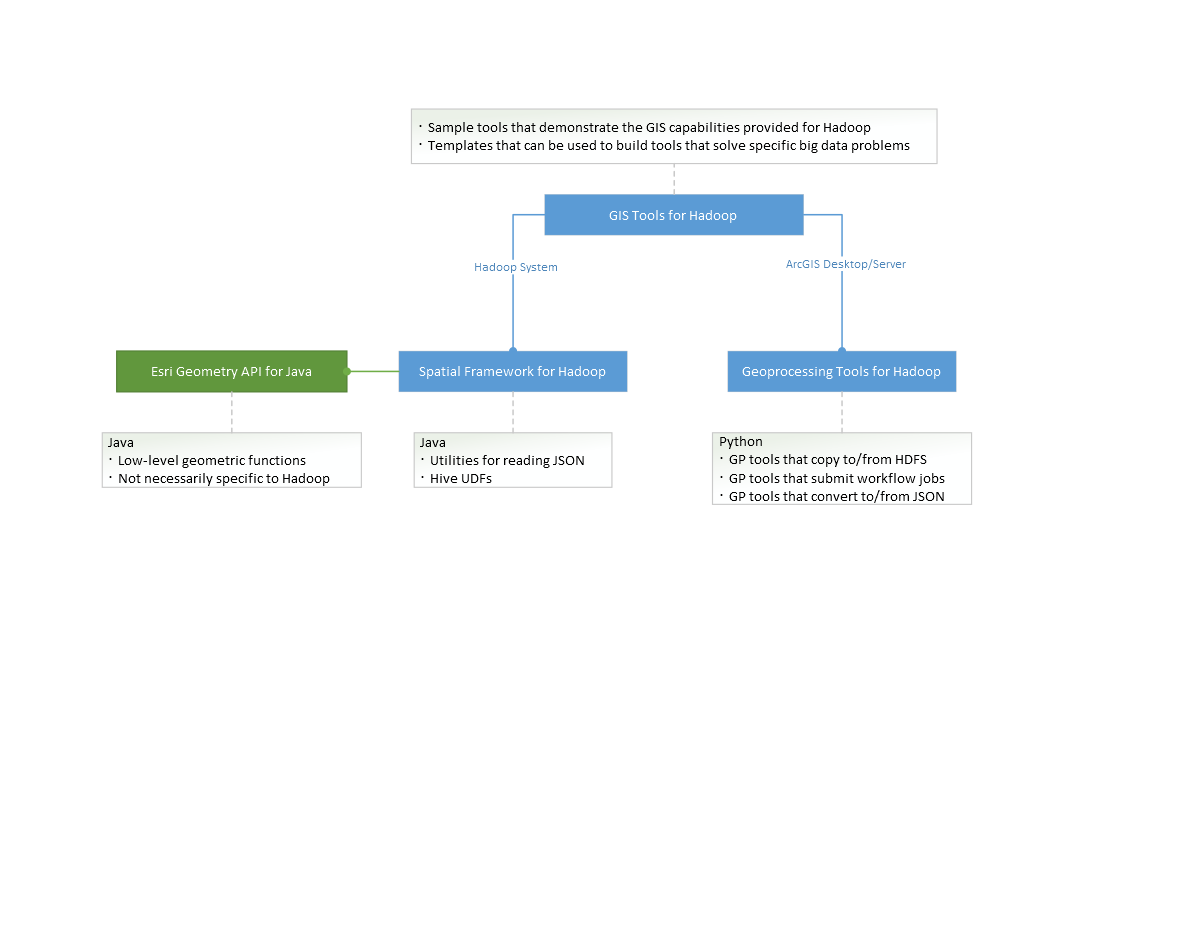 · Sample tools that demonstrate the GIS capabilities provided for Hadoop
· Templates that can be used to build tools that solve specific big data problems
GIS Tools for Hadoop
Hadoop System
ArcGIS Desktop/Server
Esri Geometry API for Java
Spatial Framework for Hadoop
Geoprocessing Tools for Hadoop
Java
· Low-level geometric functions
· Not necessarily specific to Hadoop
Java
· Utilities for reading JSON
· Hive UDFs
Python
· GP tools that copy to/from HDFS
· GP tools that submit workflow jobs
· GP tools that convert to/from JSON